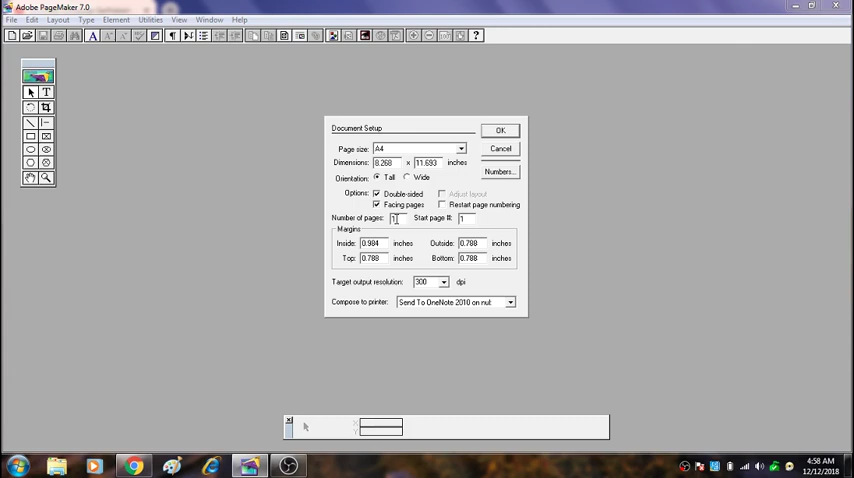 Adobe PageMaker 7.0
File Edit Layout Type Element Utilities View Window Help
Document Setup
OK
Page size: A4
Cancel
Dimensions: 8.268 x 11.693 inches
Numbers...
Orientation: Tall Wide
Options: Double-sided Adjust layout
Facing pages Restart page numbering
Number of pages: 1 Start page #: 1
Margins
Inside: 0.984 inches Outside: 0.788 inches
Top: 0.788 inches Bottom: 0.788 inches
Target output resolution: 300 dpi
Compose to printer: Send To OneNote 2010 on nul:
X
Y
4:58 AM
12/12/2018